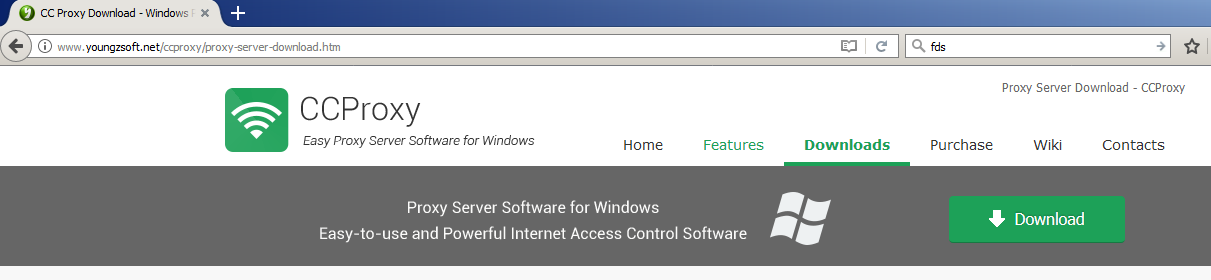 CC Proxy Download - Windows P
www.youngzsoft.net/ccproxy/proxy-server-download.htm
fds
Proxy Server Download - CCProxy
CCProxy
Easy Proxy Server Software for Windows
Home Features Downloads Purchase Wiki Contacts
Proxy Server Software for Windows
Easy-to-use and Powerful Internet Access Control Software
Download